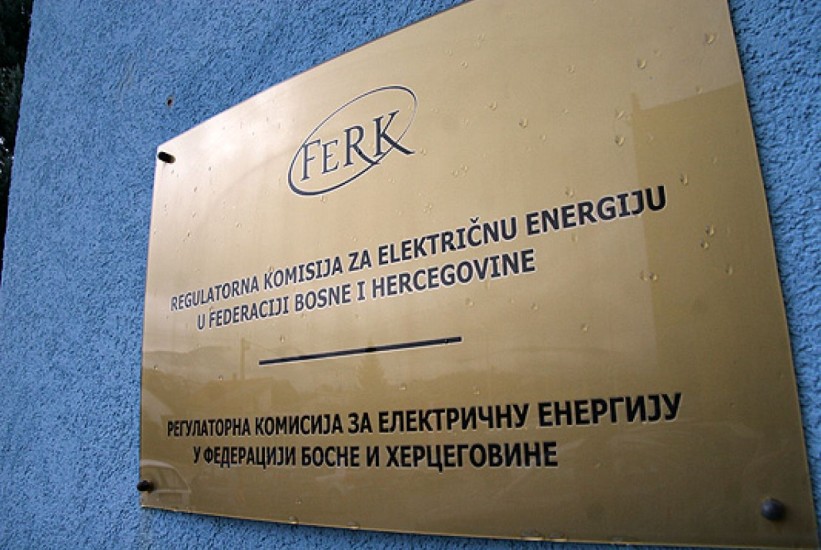 FERK
REGULATORNA KOMISIJA ZA ELEKTRIČNU ENERGIJU
U FEDERACIJI BOSNE I HERCEGOVINE
РЕГУЛАТОРНА КОМИСИЈА ЗА ЕЛЕКТРИЧНУ ЕНЕРГИЈУ
У ФЕДЕРАЦИЈИ БОСНЕ И ХЕРЦЕГОВИНЕ